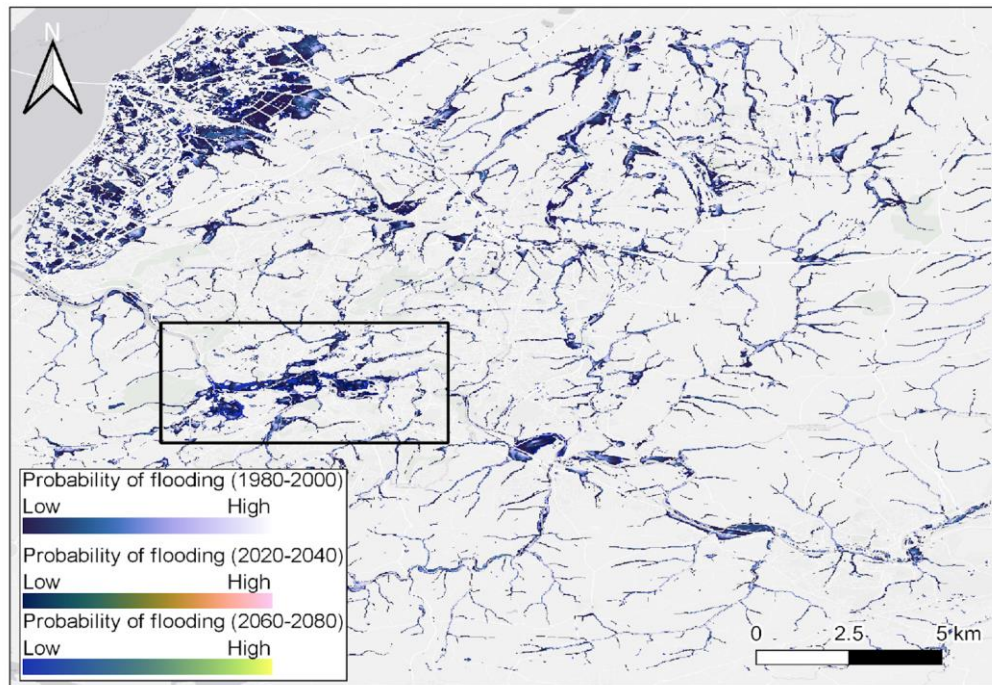 N
Probability of flooding (1980-2000)
Low High
Probability of flooding (2020-2040)
Low High
Probability of flooding (2060-2080)
Low High
0 2.5 5 km